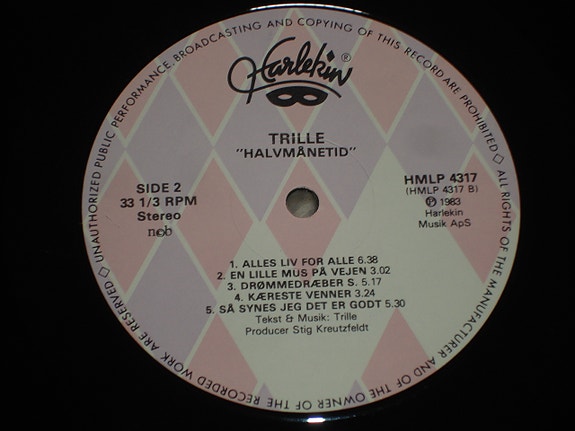 UNAUTHORIZED PUBLIC PERFORMANCE, BROADCASTING AND COPYING OF THIS RECORD ARE PROHIBITED ◇ ALL RIGHTS OF THE MANUFACTURER AND OF THE OWNER OF THE RECORDED WORK ARE RESERVED ◇
Harlekin ®
TRILLE
"HALVMÅNETID"
SIDE 2
33 1/3 RPM
Stereo
ncb
HMLP 4317
(HMLP 4317 B)
Ⓟ 1983
Harlekin
Musik ApS
1. ALLES LIV FOR ALLE 6.38
2. EN LILLE MUS PÅ VEJEN 3.02
3. DRØMMEDRÆBER S. 5.17
4. KÆRESTE VENNER 3.24
5. SÅ SYNES JEG DET ER GODT 5.30
Tekst & Musik: Trille
Producer Stig Kreutzfeldt